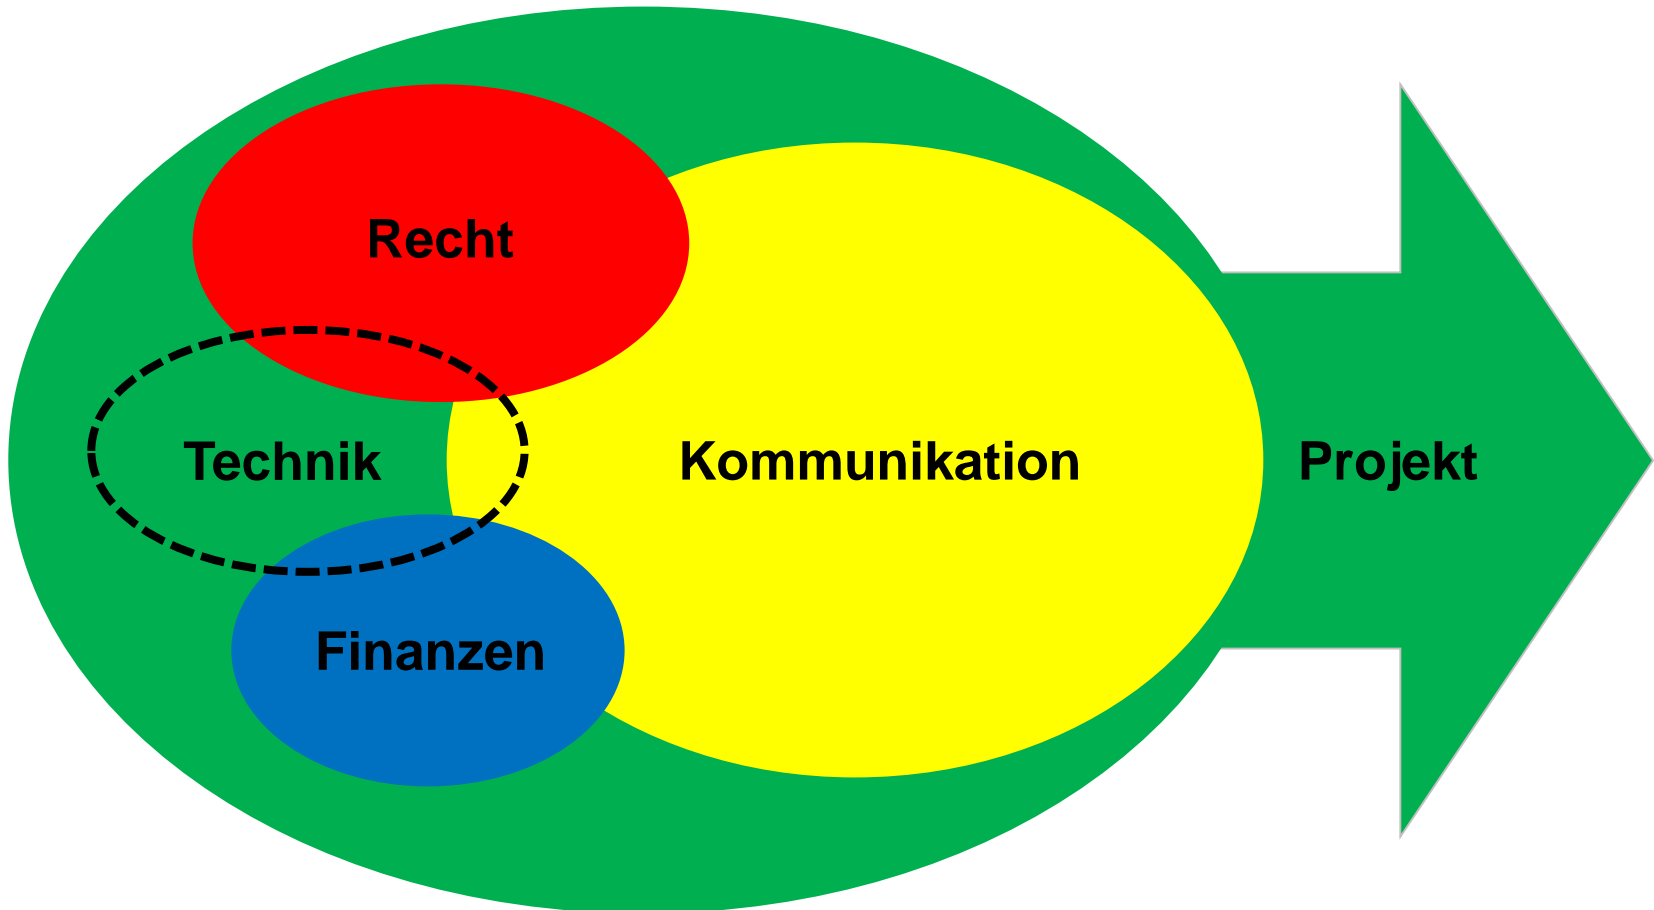 Recht
Technik
Kommunikation
Projekt
Finanzen